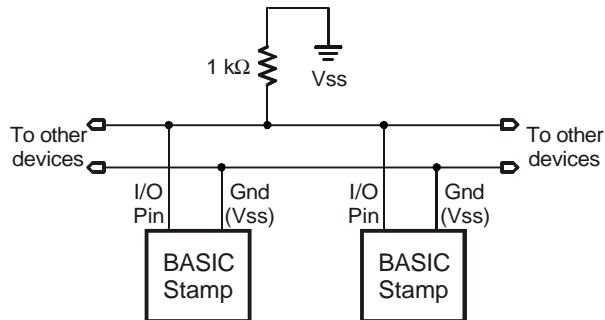 1 kΩ
Vss
To other
devices
To other
devices
I/O
Pin
Gnd
(Vss)
I/O
Pin
Gnd
(Vss)
BASIC
Stamp
BASIC
Stamp